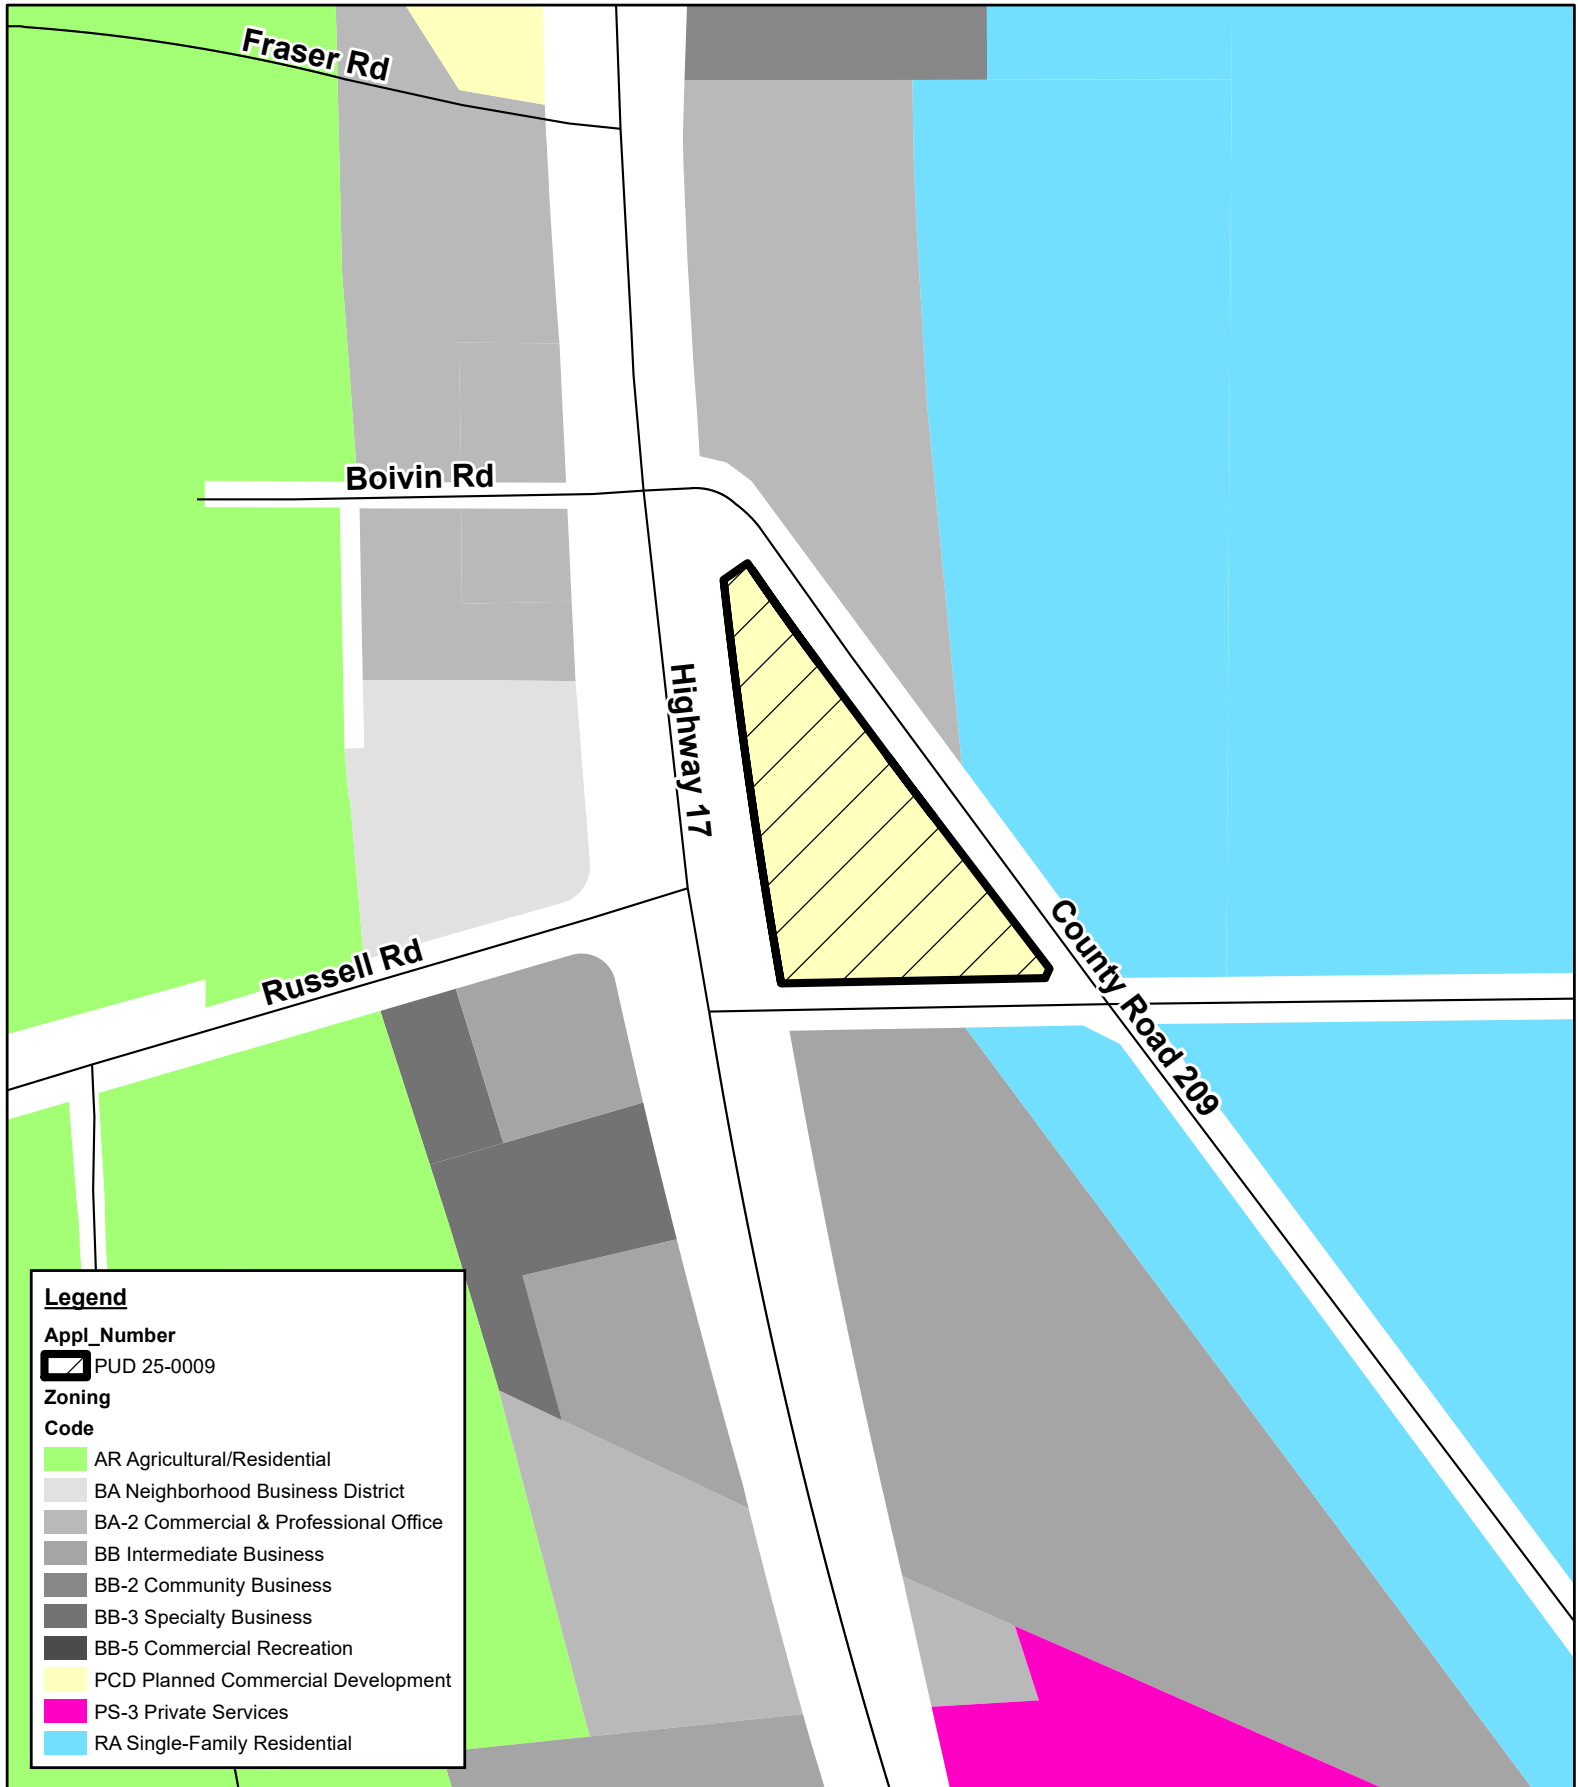 Fraser Rd
Boivin Rd
Highway 17
County Road 209
Russell Rd
Legend
Appl_Number
PUD 25-0009
Zoning
Code
AR Agricultural/Residential
BA Neighborhood Business District
BA-2 Commercial & Professional Office
BB Intermediate Business
BB-2 Community Business
BB-3 Specialty Business
BB-5 Commercial Recreation
PCD Planned Commercial Development
PS-3 Private Services
RA Single-Family Residential